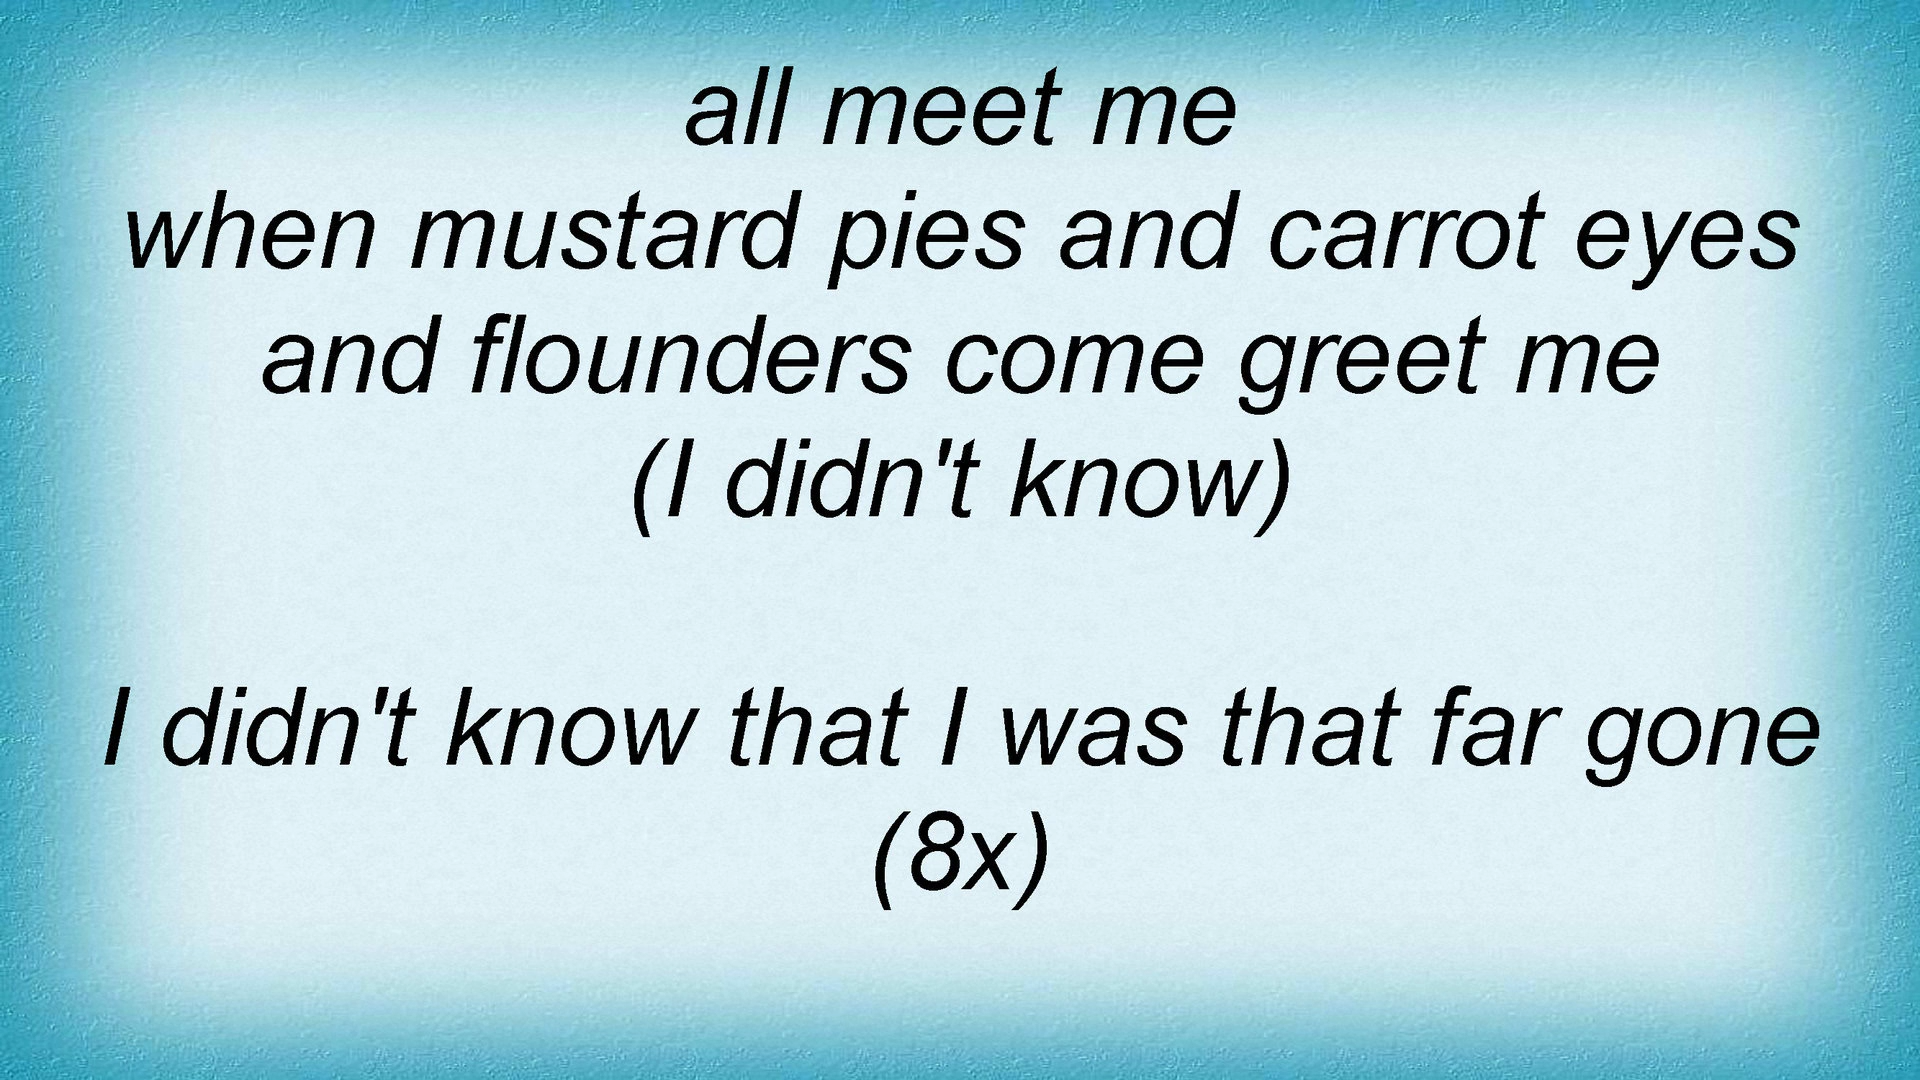 all meet me
when mustard pies and carrot eyes
and flounders come greet me
(I didn't know)
I didn't know that I was that far gone
(8x)